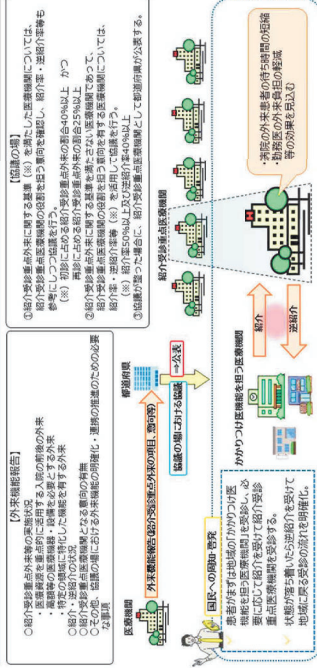 【外来機能報告】
○紹介受診重点外来等の実施状況
・医療資源を重点的に活用する入院の前後の外来
・高額等の医療機器・設備を必要とする外来
・特定の領域に特化した機能を有する外来
○紹介・逆紹介の状況
○紹介受診重点医療機関となる意向の有無
○その他、協議の場における外来機能の明確化・連携の推進のための必要
な事項
【協議の場】
①紹介受診重点外来に関する基準（※）を満たした医療機関については、
紹介受診重点医療機関の役割を担う意向を確認し、紹介率・逆紹介率等も
参考にしつつ協議を行う。
（※）初診に占める紹介受診重点外来の割合40％以上　かつ
再診に占める紹介受診重点外来の割合25％以上
②紹介受診重点外来に関する基準を満たさない医療機関であって、
紹介受診重点医療機関の役割を担う意向を有する医療機関については、
紹介率・逆紹介率等（※）を活用して協議を行う。
（※）紹介率50％以上及び逆紹介率40％以上
③協議が整った場合に、紹介受診重点医療機関として都道府県が公表する。
医療機関
外来機能報告（紹介受診重点外来の項目、意向等）
都道府県
協議の場における協議
⇒公表
国民への周知・啓発
患者がまずは地域の「かかりつけ医
機能を担う医療機関」を受診し、必
要に応じて紹介を受けて紹介受診
重点医療機関を受診する。
状態が落ち着いたら逆紹介を受けて
地域に戻る受診の流れを明確化。
かかりつけ医機能を担う医療機関
紹介
逆紹介
紹介受診重点医療機関
・病院の外来患者の待ち時間の短縮
・勤務医の外来負担の軽減
等の効果を見込む